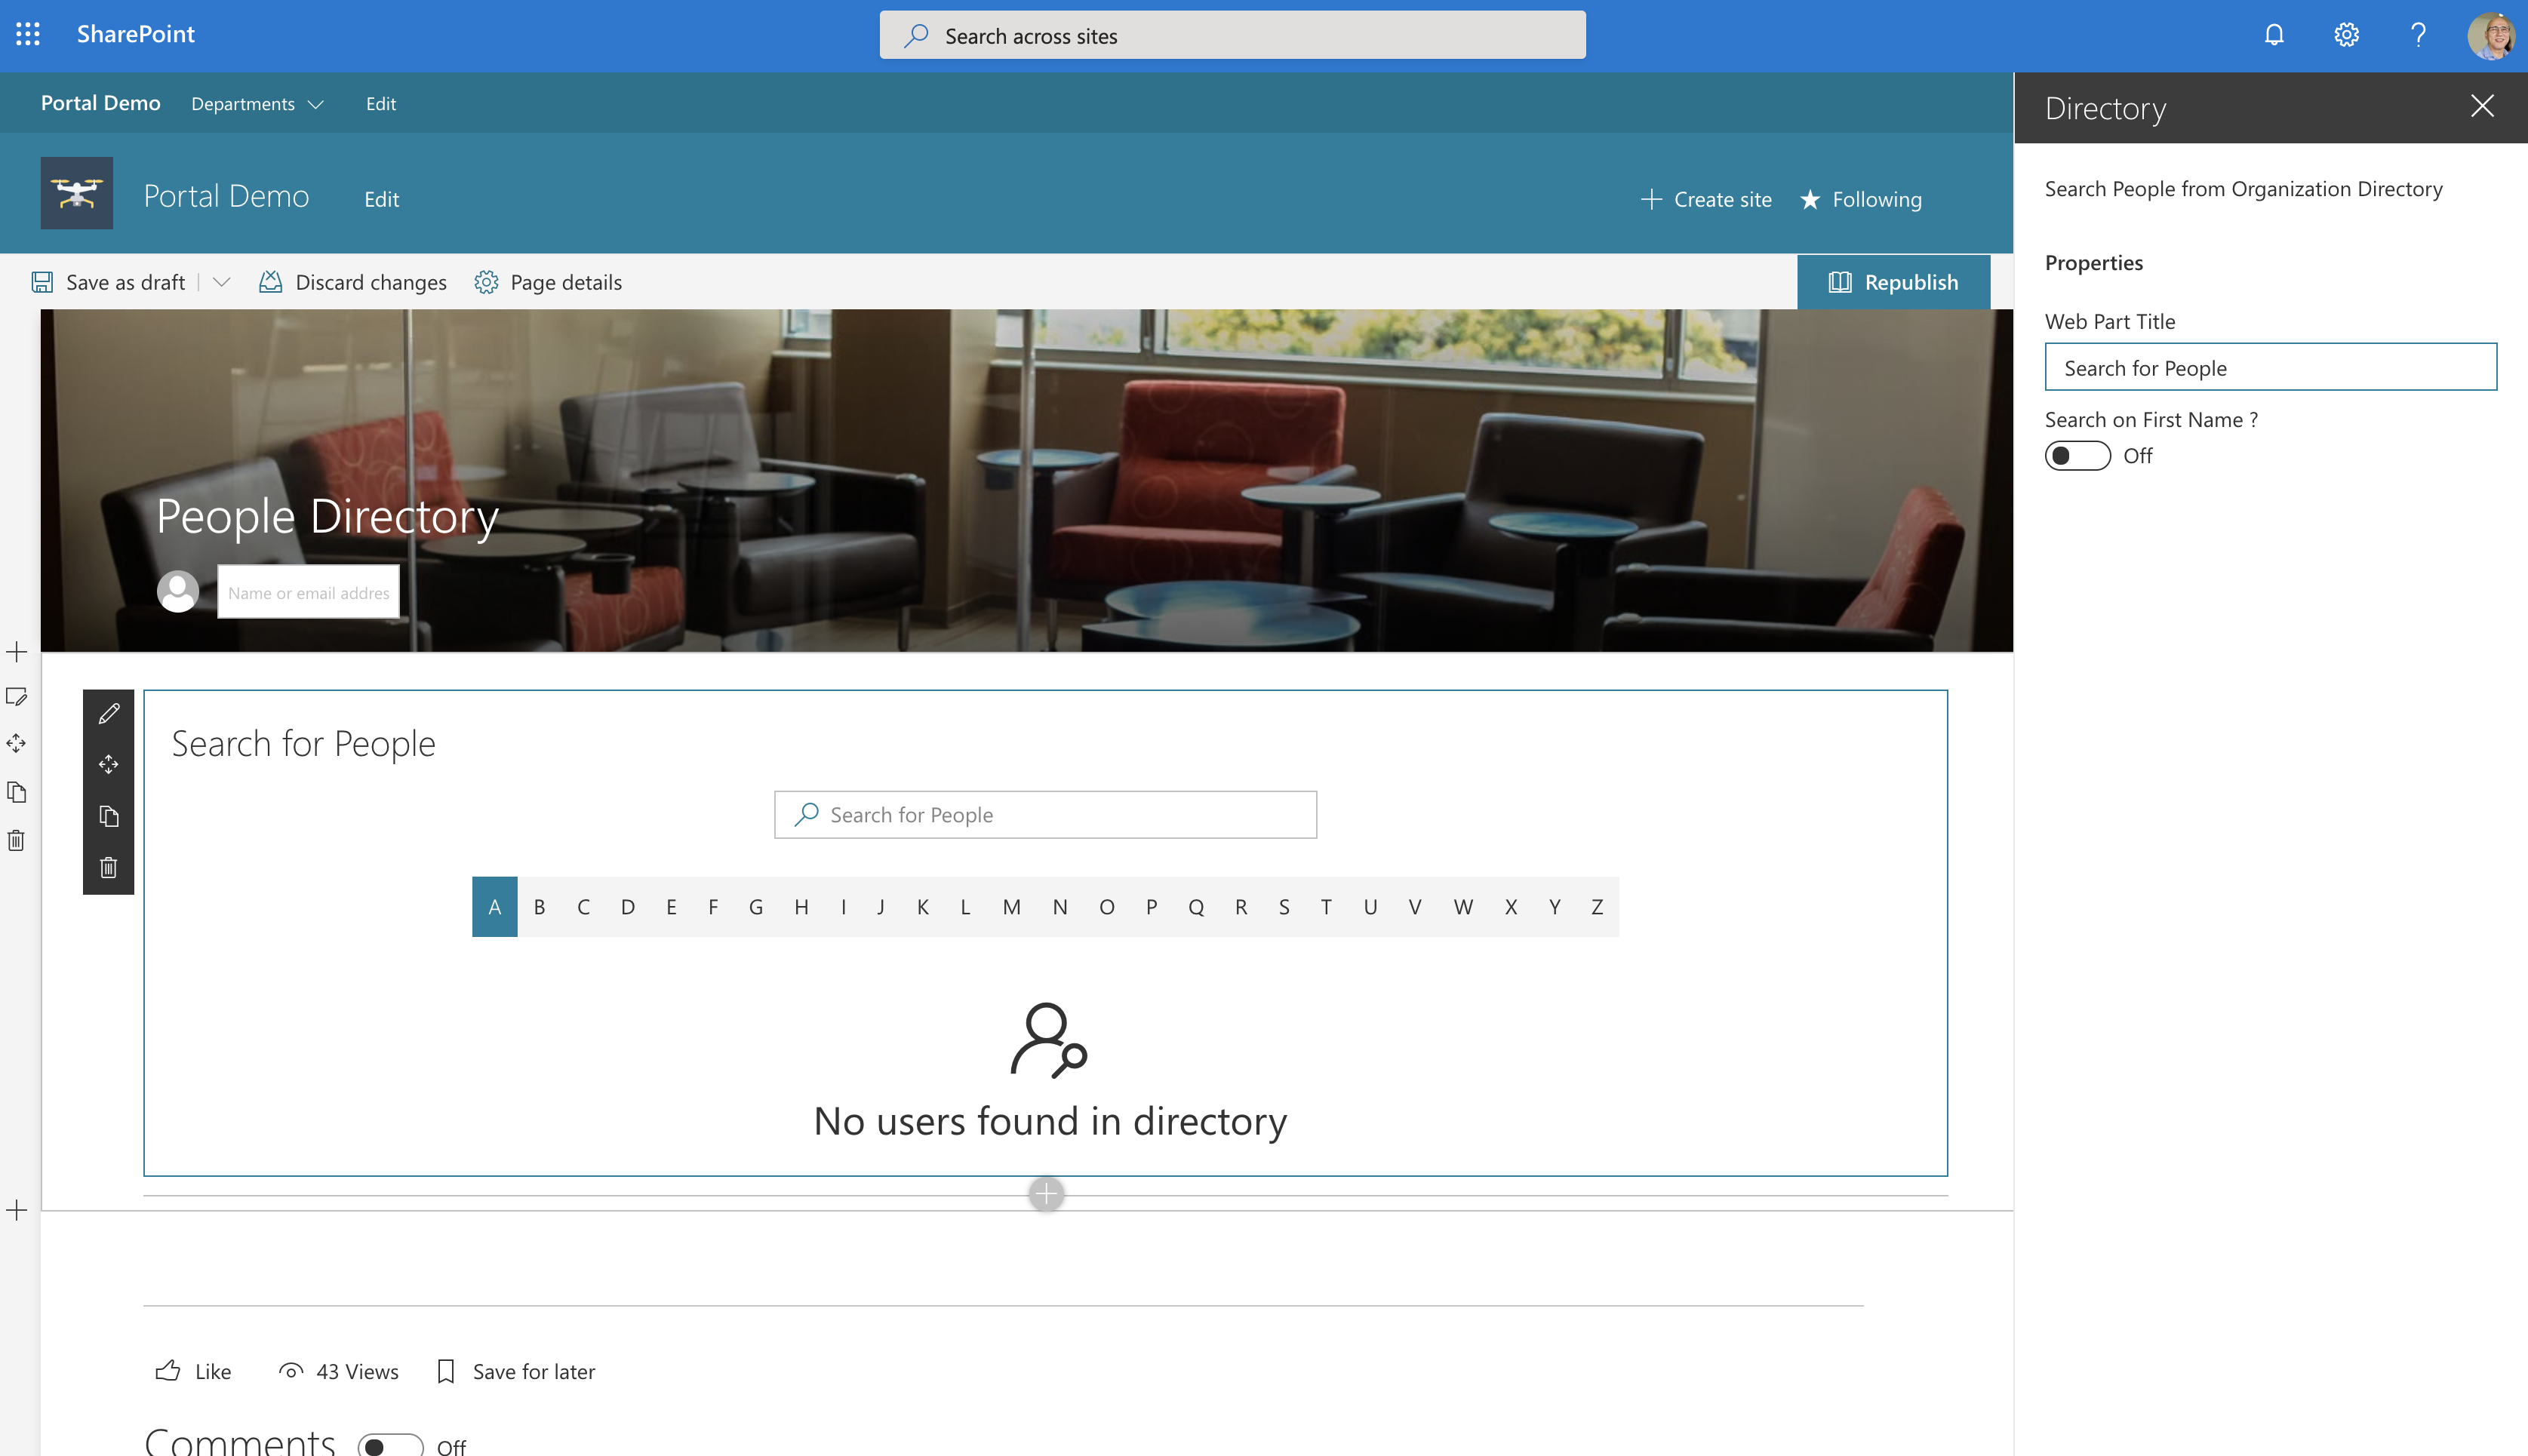 SharePoint
Search across sites
Portal Demo Departments Edit
Portal Demo Edit
Create site Following
Save as draft Discard changes Page details
Republish
People Directory
Name or email addres
Search for People
Search for People
A B C D E F G H I J K L M N O P Q R S T U V W X Y Z
No users found in directory
Like 43 Views Save for later
Comments Off
Directory
Search People from Organization Directory
Properties
Web Part Title
Search for People
Search on First Name ?
Off